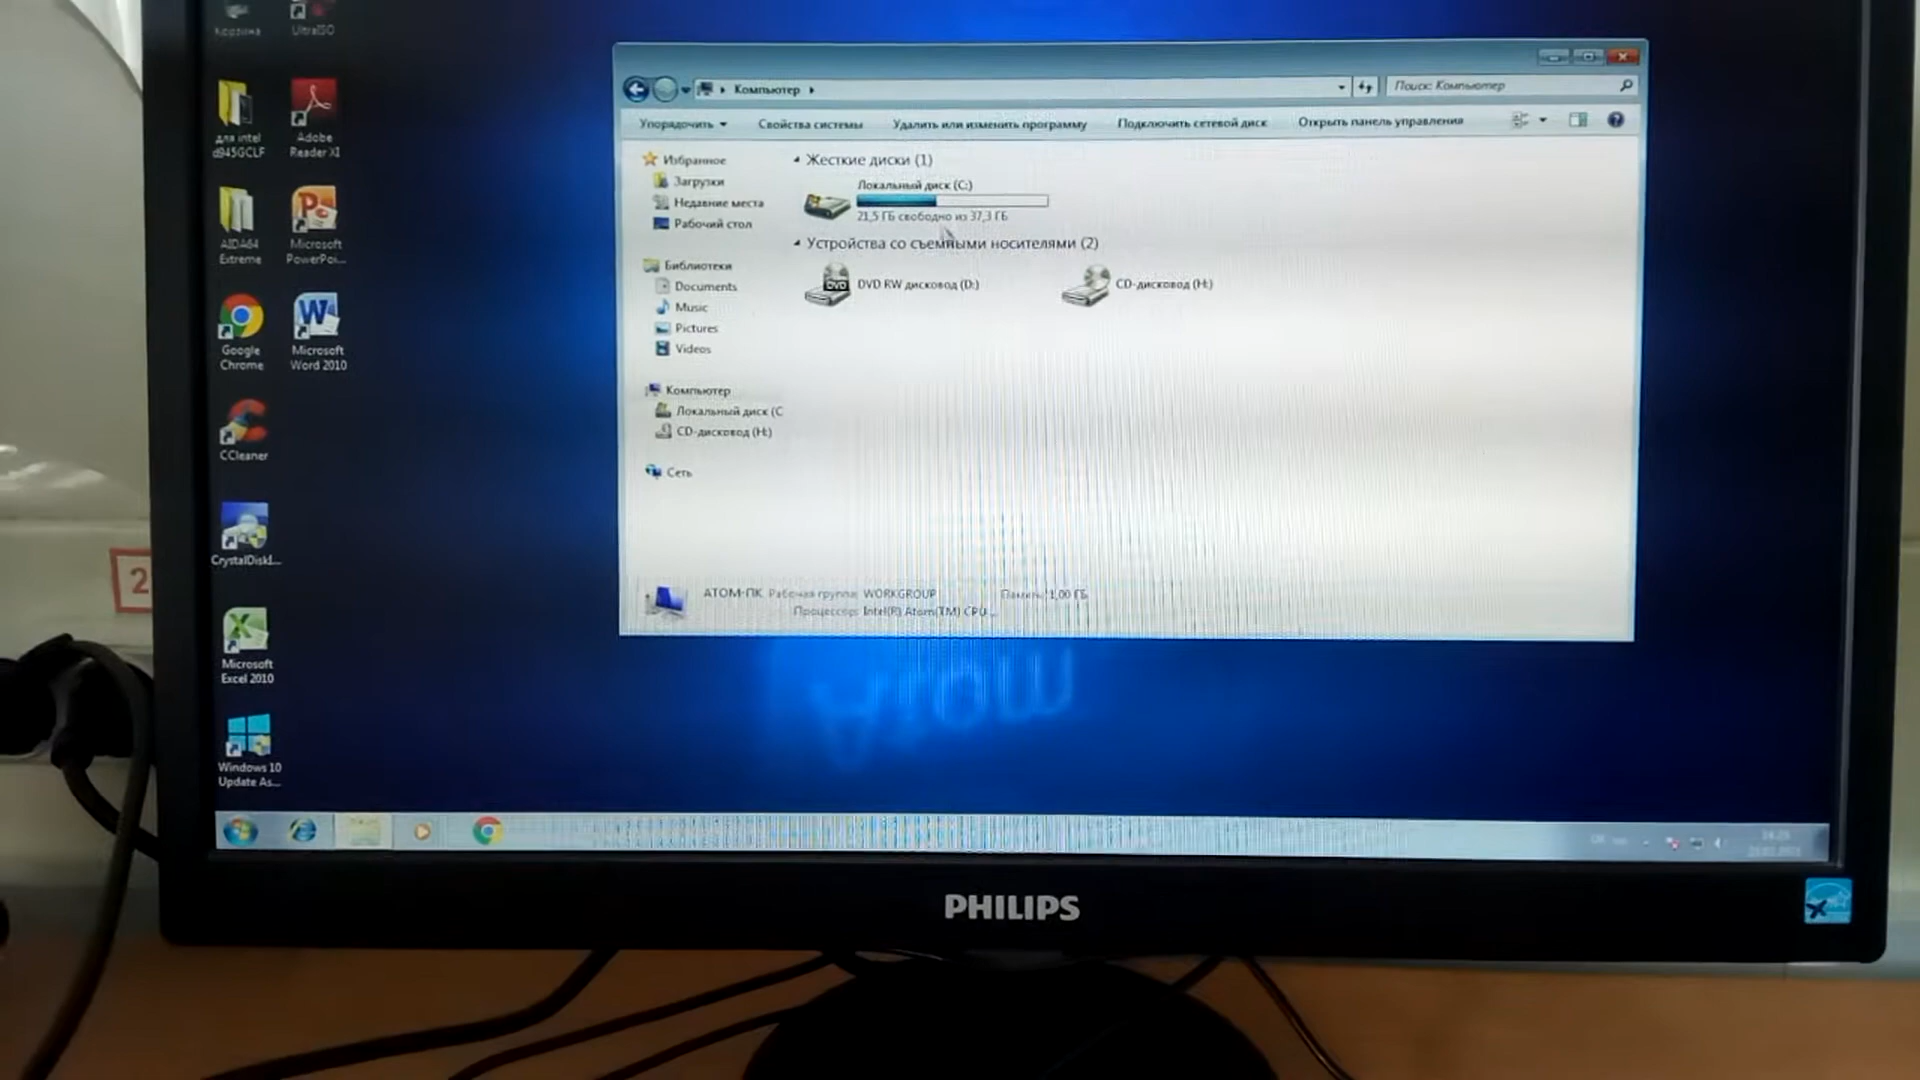 Корзина
UltraISO
для intel
d945GCLF
Adobe
Reader XI
AIDA64
Extreme
Microsoft
PowerPoi...
Google
Chrome
Microsoft
Word 2010
CCleaner
CrystalDiskI...
Microsoft
Excel 2010
Windows 10
Update As...
Компьютер
Поиск: Компьютер
Упорядочить
Свойства системы
Удалить или изменить программу
Подключить сетевой диск
Открыть панель управления
Избранное
Загрузки
Недавние места
Рабочий стол
Библиотеки
Documents
Music
Pictures
Videos
Компьютер
Локальный диск (C
CD-дисковод (H:)
Сеть
Жесткие диски (1)
Локальный диск (C:)
21,5 ГБ свободно из 37,3 ГБ
Устройства со съемными носителями (2)
DVD
DVD RW дисковод (D:)
CD-дисковод (H:)
АТОМ-ПК Рабочая группа: WORKGROUP Память: 1,00 ГБ
Процессор: Intel(R) Atom(TM) CPU ...
PHILIPS
2